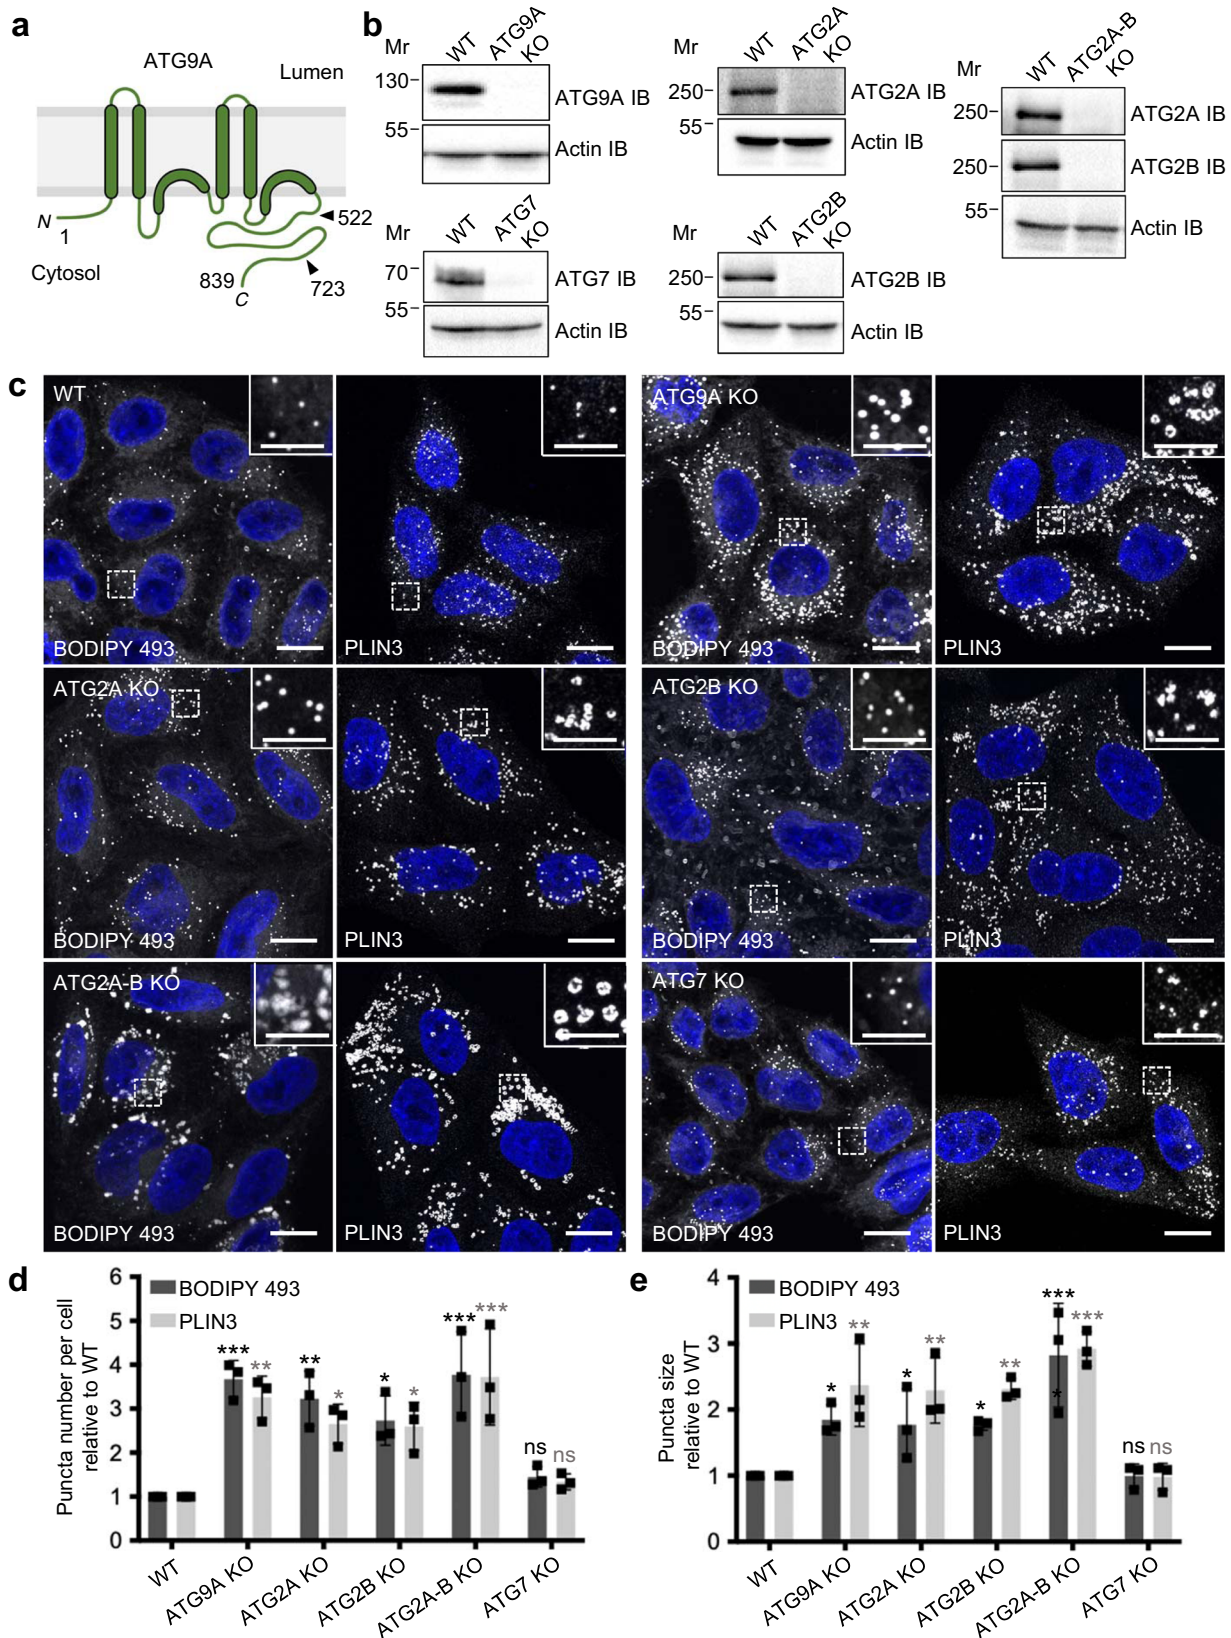 a
ATG9A
Lumen
N
1
522
Cytosol
839
C
723
b
Mr
WT
ATG9A
KO
130
ATG9A IB
55
Actin IB
Mr
WT
ATG2A
KO
250
ATG2A IB
55
Actin IB
Mr
WT
ATG2A-B
KO
250
ATG2A IB
250
ATG2B IB
55
Actin IB
Mr
WT
ATG7
KO
70
ATG7 IB
55
Actin IB
Mr
WT
ATG2B
KO
250
ATG2B IB
55
Actin IB
c
WT
BODIPY 493
PLIN3
ATG9A KO
BODIPY 493
PLIN3
ATG2A KO
BODIPY 493
PLIN3
ATG2B KO
BODIPY 493
PLIN3
ATG2A-B KO
BODIPY 493
PLIN3
ATG7 KO
BODIPY 493
PLIN3
d
Puncta number per cell
relative to WT
6
5
4
3
2
1
0
BODIPY 493
PLIN3
***
**
**
*
*
*
***
***
ns
ns
WT
ATG9A KO
ATG2A KO
ATG2B KO
ATG2A-B KO
ATG7 KO
e
Puncta size
relative to WT
4
3
2
1
0
BODIPY 493
PLIN3
*
**
*
**
*
**
***
*
***
ns
ns
WT
ATG9A KO
ATG2A KO
ATG2B KO
ATG2A-B KO
ATG7 KO